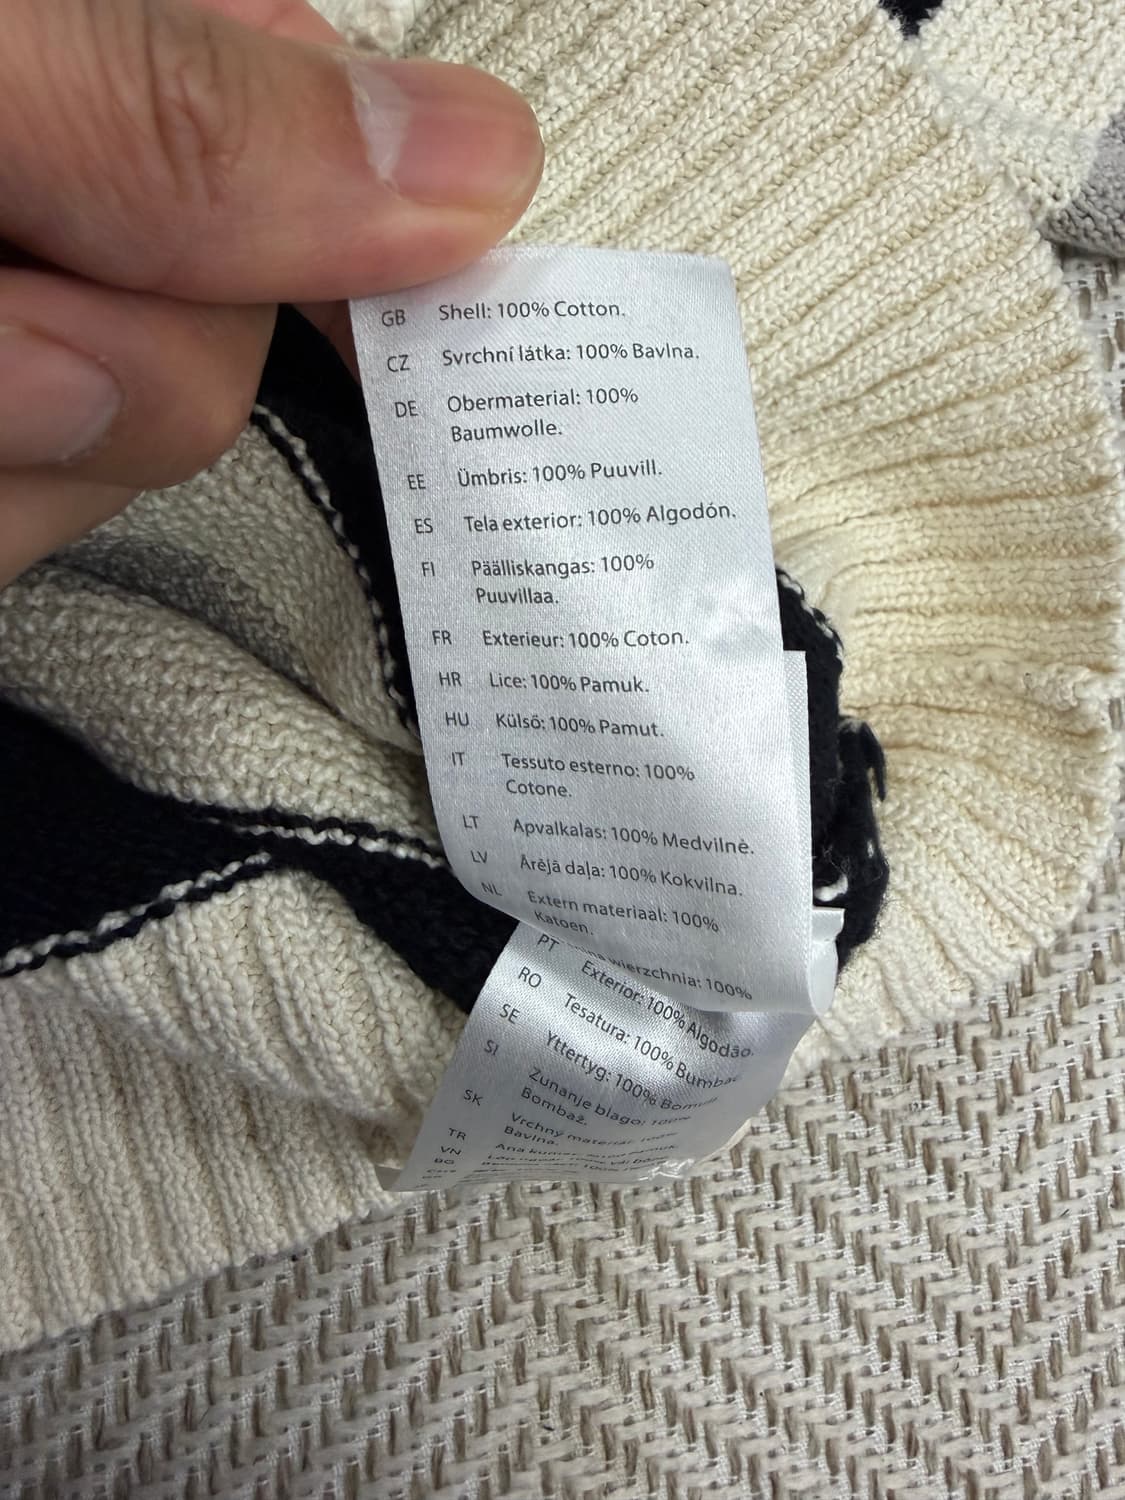 GB Shell: 100% Cotton.
CZ Svrchní látka: 100% Bavlna.
DE Obermaterial: 100%
Baumwolle.
EE Ümbris: 100% Puuvill.
ES Tela exterior: 100% Algodón.
FI Päälliskangas: 100%
Puuvillaa.
FR Exterieur: 100% Coton.
HR Lice: 100% Pamuk.
HU Külső: 100% Pamut.
IT Tessuto esterno: 100%
Cotone.
LT Apvalkalas: 100% Medvilnė.
LV Ārējā daļa: 100% Kokvilna.
NL Extern materiaal: 100%
Katoen.
wierzchnia: 100%
PT Exterior: 100% Algodão.
RO Tesatura: 100%
SE Yttertyg: 100%
SI Zunanje blago: 100%
Bombaž.
SK Vrchný materiál: 100%
Bavlna.
TR
VN
BG